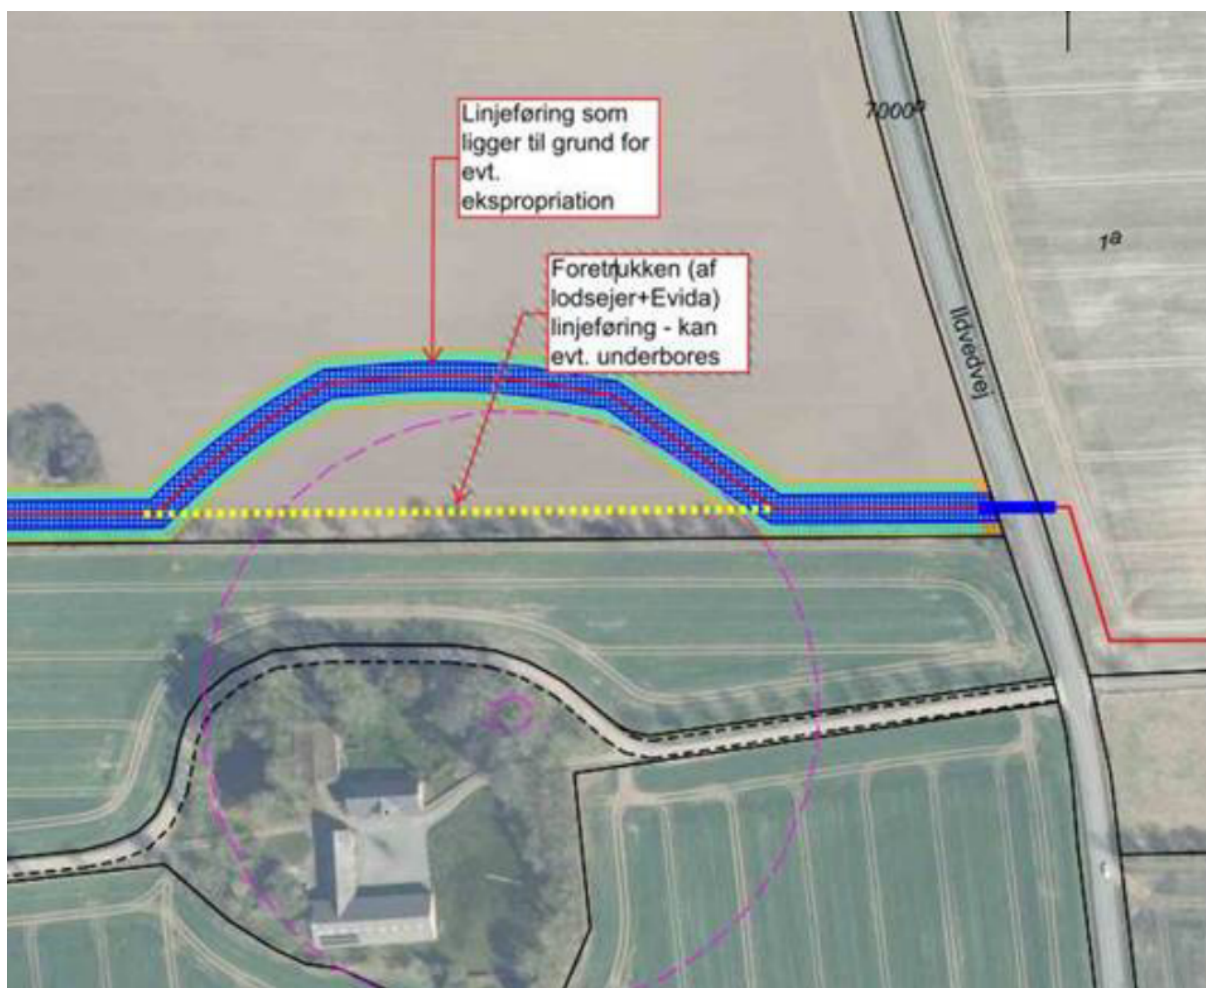 Linjeføring som
ligger til grund for
evt.
ekspropriation
7000a
1a
Foretrukken (af
lodsejer+Evida)
linjeføring - kan
evt. underbores
Ildvedvej